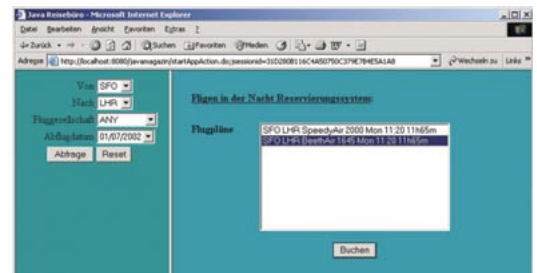 Java Reisebüro - Microsoft Internet Explorer
Datei Bearbeiten Ansicht Favoriten Extras ?
Zurück Suchen Favoriten Medien
Adresse http://localhost:8080/javamagazin/startAppAction.do;jsessionid=31D280B116C4A50750C379E784E5A1A8 Wechseln zu Links »
Von SFO
Nach LHR
Fluggesellschaft ANY
Abflugdatum 01/07/2002
Abfrage Reset
Fligen in der Nacht Reservierungssystem:
Flugpläne
SFO LHR SpeedyAir 2000 Mon 11:20 11h65m
SFO LHR BeethAir 1645 Mon 11:20 11h65m
Buchen